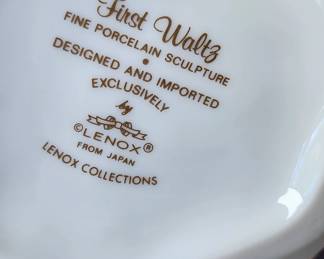 First Waltz
FINE PORCELAIN SCULPTURE
•
DESIGNED AND IMPORTED
EXCLUSIVELY
by
©LENOX®
FROM JAPAN
LENOX COLLECTIONS